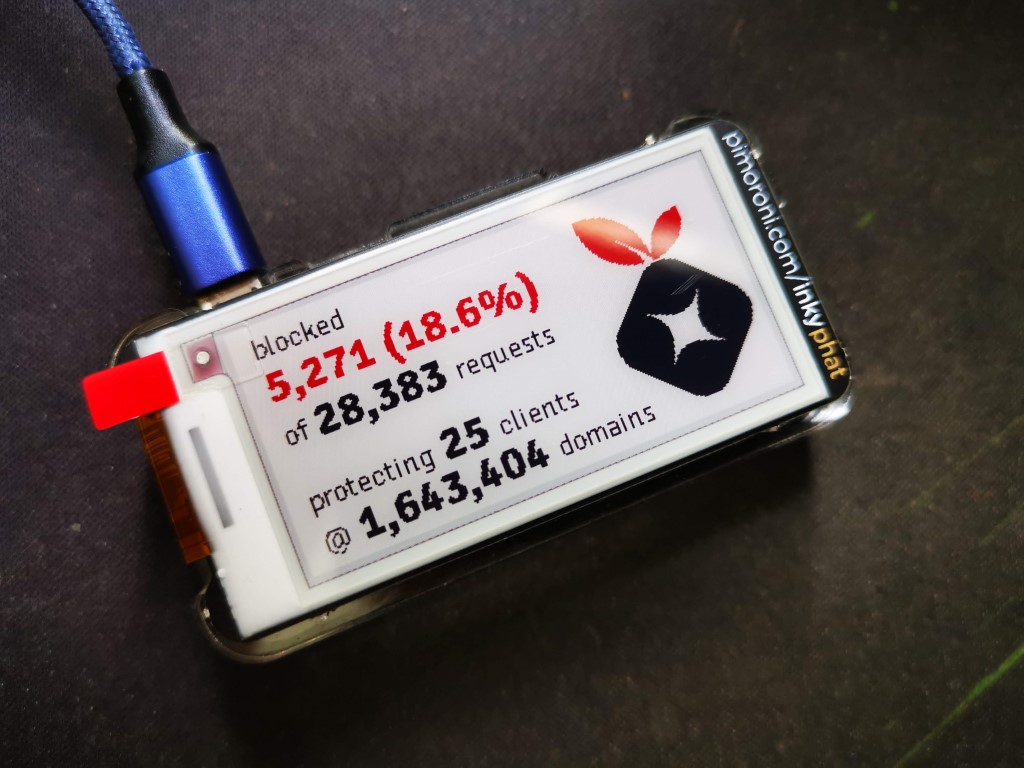 blocked
5,271 (18.6%)
of 28,383 requests
protecting 25 clients
@ 1,643,404 domains
pimoroni.com/inkyphat